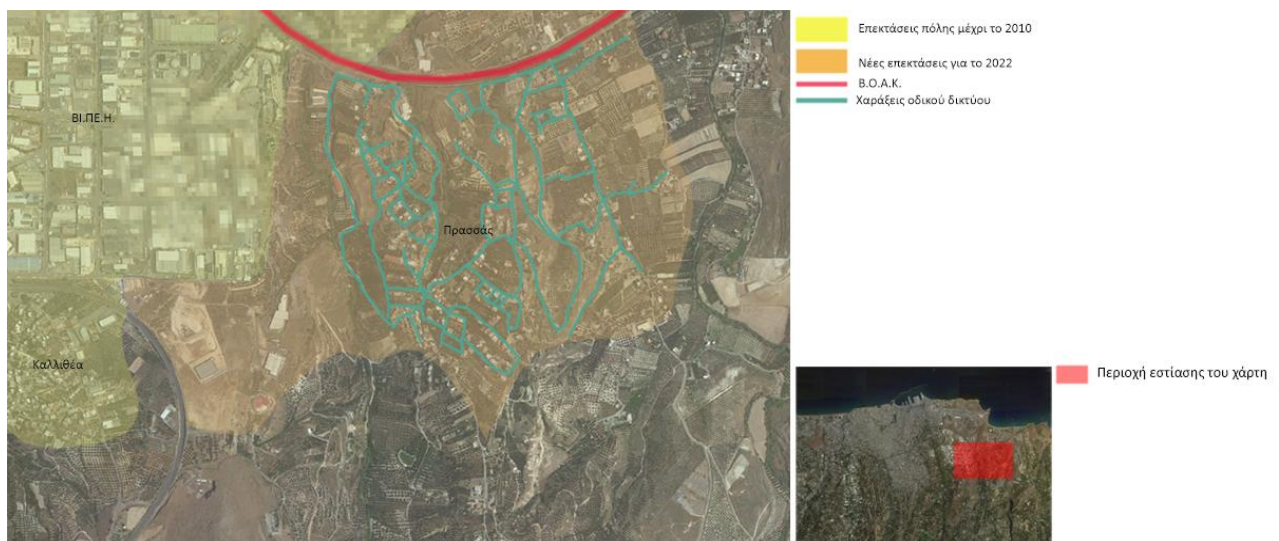 Επεκτάσεις πόλης μέχρι το 2010
Νέες επεκτάσεις για το 2022
Β.Ο.Α.Κ.
Χαράξεις οδικού δικτύου
ΒΙ.ΠΕ.Η.
Πρασσάς
Καλλιθέα
Περιοχή εστίασης του χάρτη